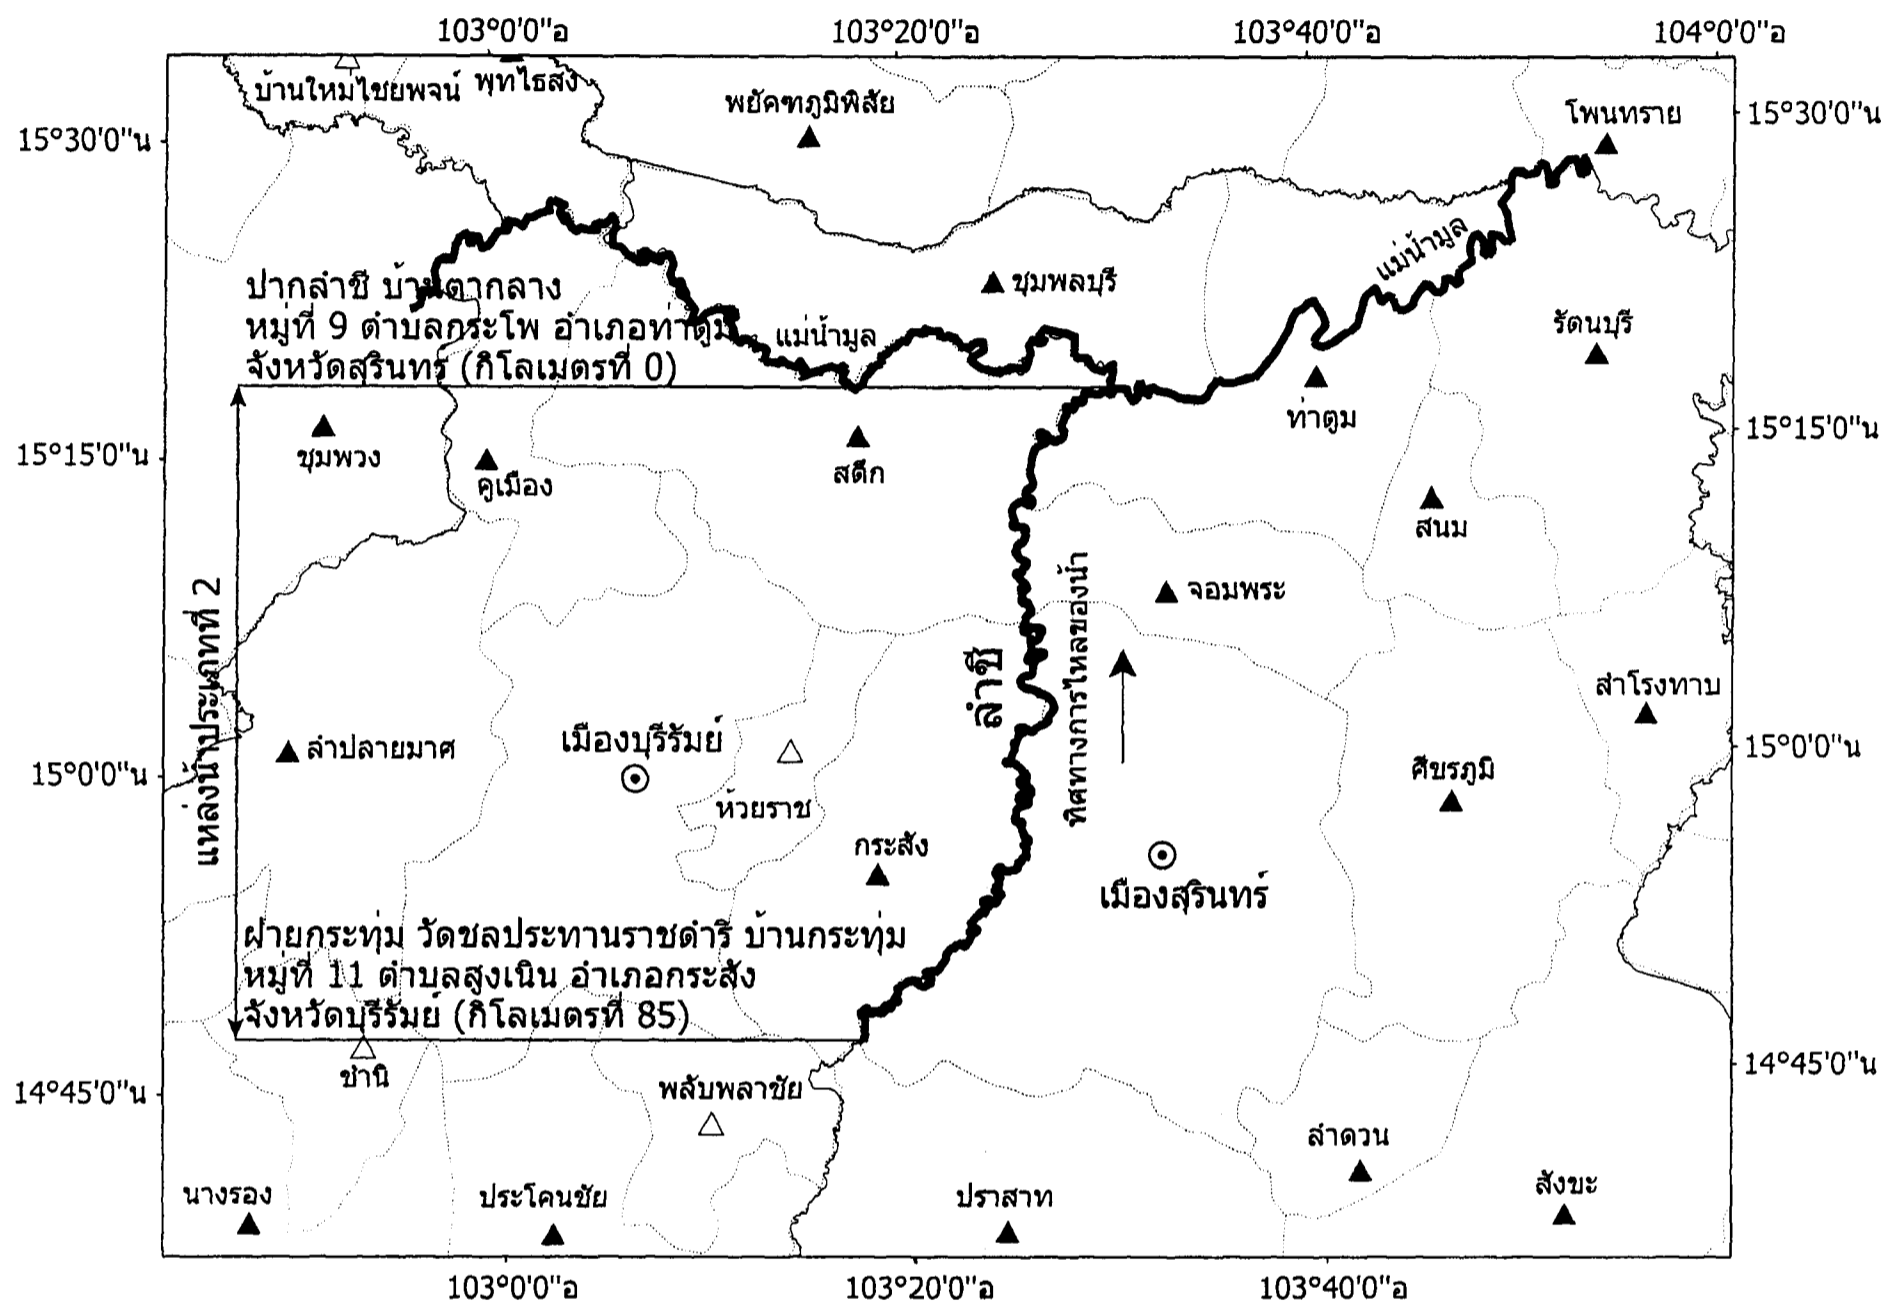 103°0'0"อ
103°20'0"อ
103°40'0"อ
104°0'0"อ
บ้านใหม่ไชยพจน์
พุทไธสง
พยัคฆภูมิพิสัย
โพนทราย
15°30'0"น
15°30'0"น
แม่น้ำมูล
ปากลำชี บ้านตากลาง
หมู่ที่ 9 ตำบลกระโพ อำเภอท่าตูม
จังหวัดสุรินทร์ (กิโลเมตรที่ 0)
แม่น้ำมูล
ชุมพลบุรี
รัตนบุรี
ท่าตูม
15°15'0"น
15°15'0"น
ชุมพวง
คูเมือง
สตึก
สนม
จอมพระ
แหล่งน้ำประเภทที่ 2
ลำชี
ทิศทางการไหลของน้ำ
สำโรงทาบ
ลำปลายมาศ
เมืองบุรีรัมย์
ห้วยราช
ศีขรภูมิ
15°0'0"น
15°0'0"น
กระสัง
เมืองสุรินทร์
ฝายกระทุ่ม วัดชลประทานราชดำริ บ้านกระทุ่ม
หมู่ที่ 11 ตำบลสูงเนิน อำเภอกระสัง
จังหวัดบุรีรัมย์ (กิโลเมตรที่ 85)
ชำนิ
พลับพลาชัย
14°45'0"น
14°45'0"น
ลำดวน
นางรอง
ประโคนชัย
ปราสาท
สังขะ
103°0'0"อ
103°20'0"อ
103°40'0"อ